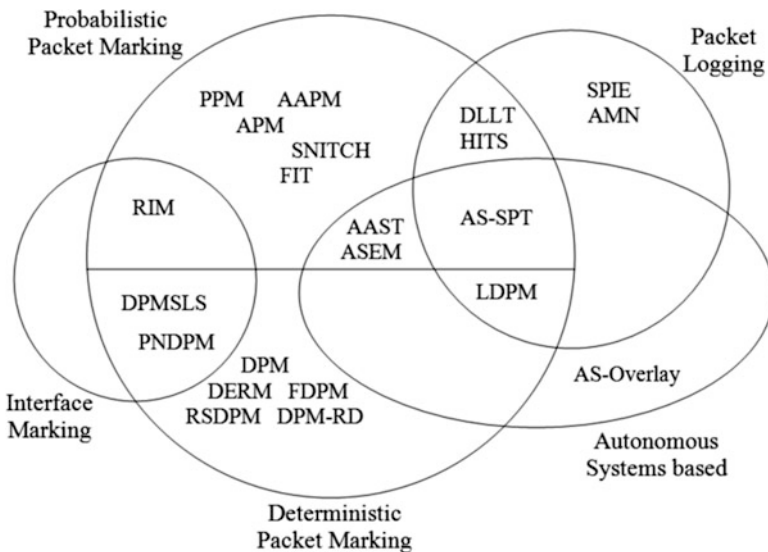 Probabilistic
Packet Marking
Packet
Logging
PPM AAPM
APM
SNITCH
FIT
DLLT
HITS
SPIE
AMN
RIM
AAST
ASEM
AS-SPT
DPMSLS
PNDPM
LDPM
DPM
DERM FDPM
RSDPM DPM-RD
AS-Overlay
Interface
Marking
Autonomous
Systems based
Deterministic
Packet Marking